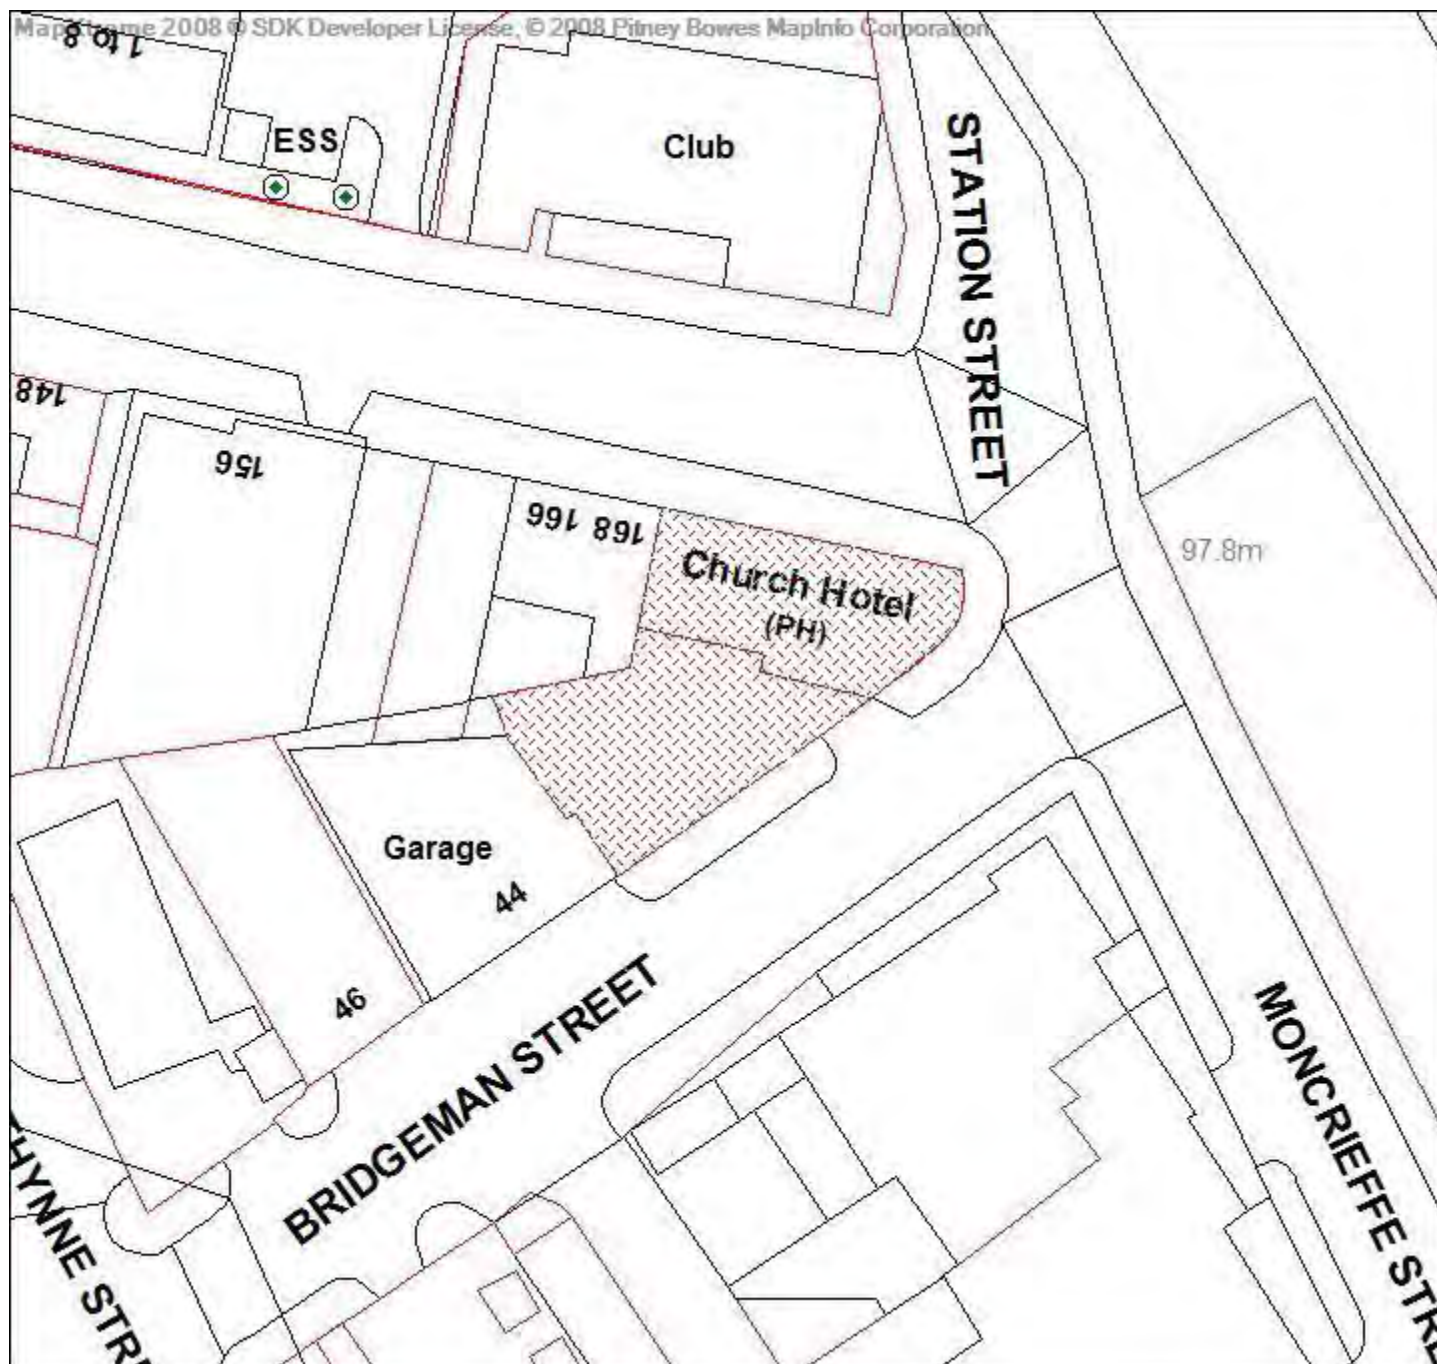 MapXtreme 2008 ® SDK Developer License, © 2008 Pitney Bowes MapInfo Corporation
1 to 8
ESS
Club
STATION STREET
148
156
166
168
Church Hotel
(PH)
97.8m
Garage
44
46
BRIDGEMAN STREET
MONCRIEFFE STRE
HYNNE STR